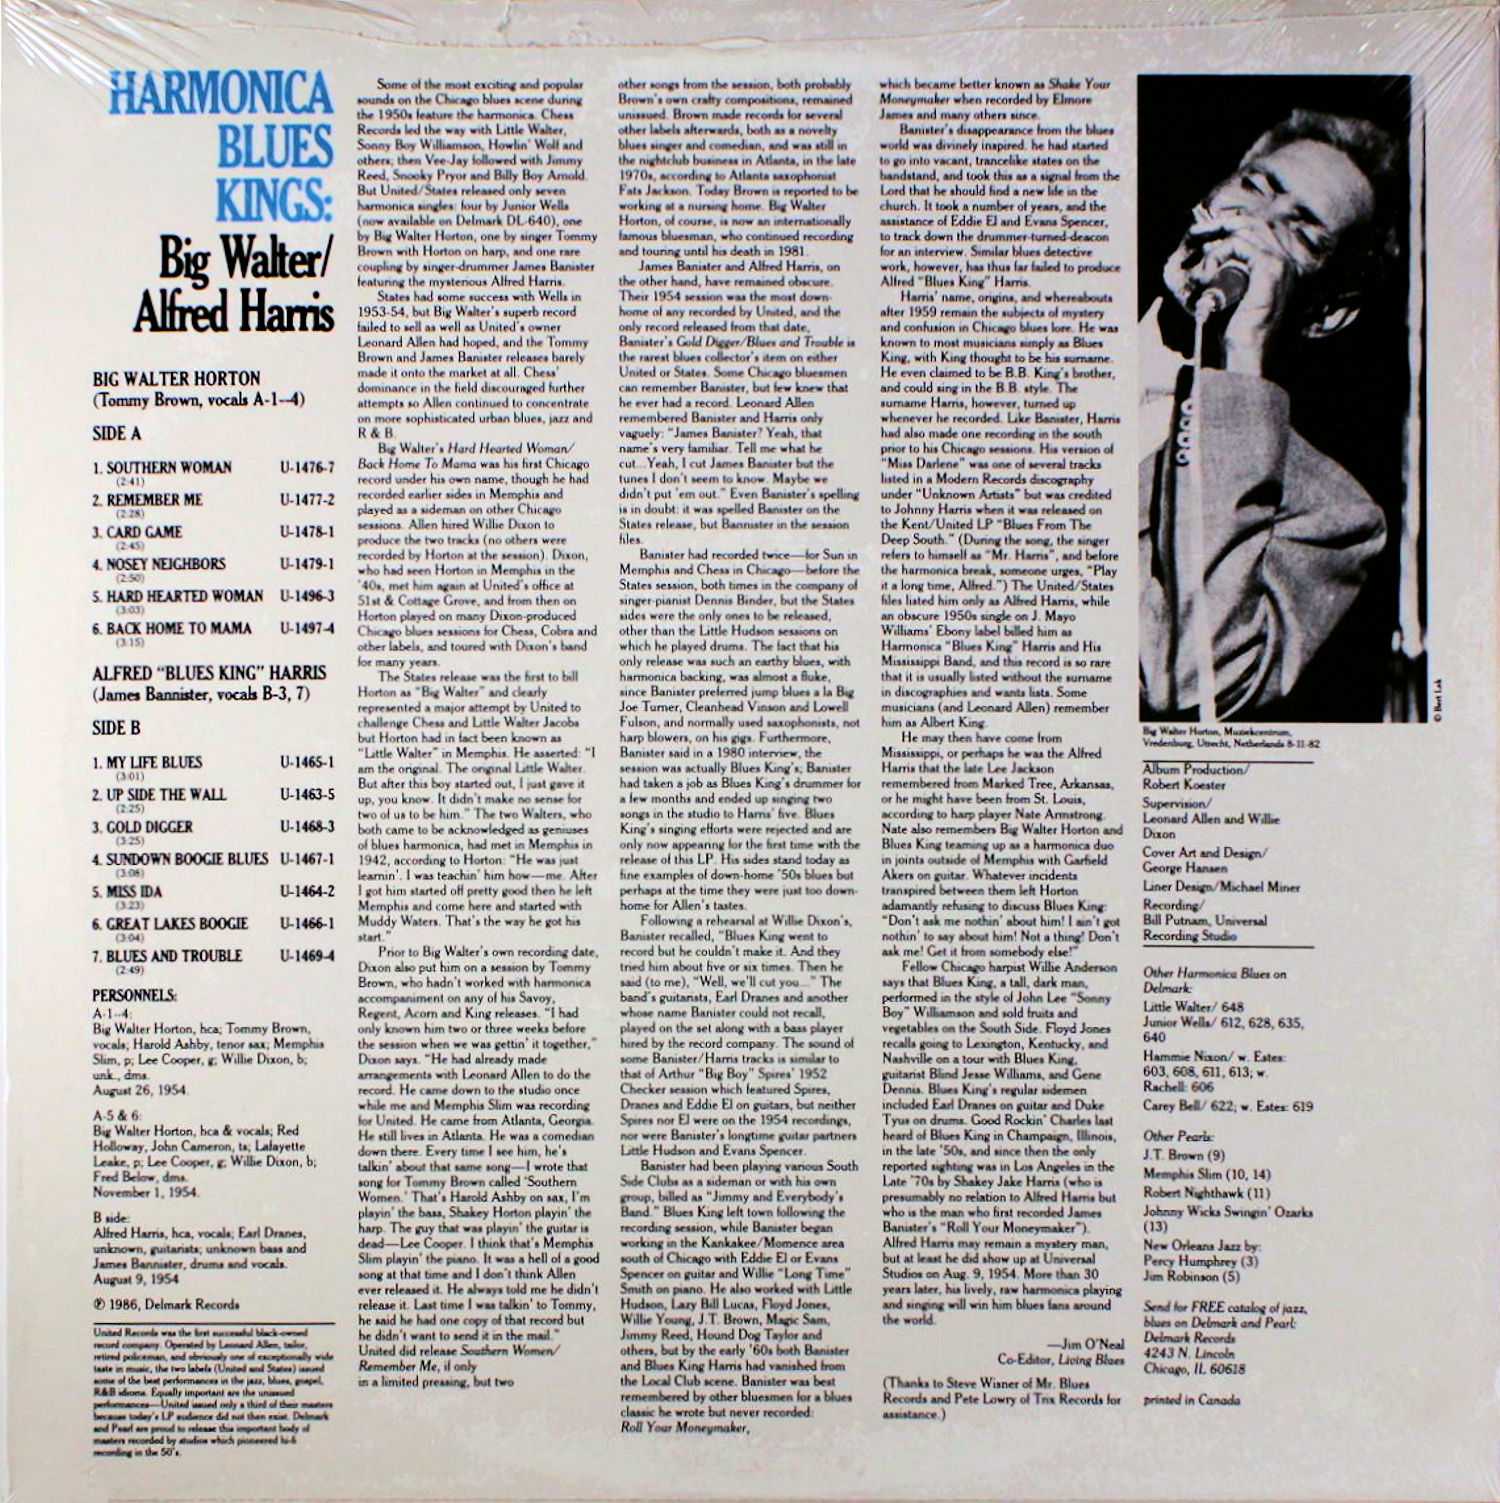 HARMONICA
BLUES
KINGS:
Big Walter/
Alfred Harris
BIG WALTER HORTON
(Tommy Brown, vocals A-1--4)
SIDE A
1. SOUTHERN WOMAN U-1476-7
(2:41)
2. REMEMBER ME U-1477-2
(2:28)
3. CARD GAME U-1478-1
(2:45)
4. NOSEY NEIGHBORS U-1479-1
(2:50)
5. HARD HEARTED WOMAN U-1496-3
(3:03)
6. BACK HOME TO MAMA U-1497-4
(3:15)
ALFRED "BLUES KING" HARRIS
(James Bannister, vocals B-3, 7)
SIDE B
1. MY LIFE BLUES U-1465-1
(3:01)
2. UP SIDE THE WALL U-1463-5
(2:25)
3. GOLD DIGGER U-1468-3
(3:25)
4. SUNDOWN BOOGIE BLUES U-1467-1
(3:08)
5. MISS IDA U-1464-2
(3:23)
6. GREAT LAKES BOOGIE U-1466-1
(3:04)
7. BLUES AND TROUBLE U-1469-4
(2:49)
PERSONNELS:
A-1--4:
Big Walter Horton, hca; Tommy Brown,
vocals; Harold Ashby, tenor sax; Memphis
Slim, p; Lee Cooper, g; Willie Dixon, b;
unk., dms.
August 26, 1954.
A-5 & 6:
Big Walter Horton, hca & vocals; Red
Holloway, John Cameron, ts; Lafayette
Leake, p; Lee Cooper, g; Willie Dixon, b;
Fred Below, dms.
November 1, 1954.
B side:
Alfred Harris, hca, vocals; Earl Dranes,
unknown, guitarists; unknown bass and
James Bannister, drums and vocals.
August 9, 1954
℗ 1986, Delmark Records
United Records was the first successful black-owned
record company. Operated by Leonard Allen, tailor,
retired policeman, and obviously one of exceptionally wide
taste in music, the two labels (United and States) issued
some of the best performances in the jazz, blues, gospel,
R&B idioms. Equally important are the unissued
performances—United issued only a third of their masters
because today's LP audience did not then exist. Delmark
and Pearl are proud to release this important body of
masters recorded by studios which pioneered hi-fi
recording in the 50's.
Some of the most exciting and popular
sounds on the Chicago blues scene during
the 1950s feature the harmonica. Chess
Records led the way with Little Walter,
Sonny Boy Williamson, Howlin' Wolf and
others; then Vee-Jay followed with Jimmy
Reed, Snooky Pryor and Billy Boy Arnold.
But United/States released only seven
harmonica singles: four by Junior Wells
(now available on Delmark DL-640), one
by Big Walter Horton, one by singer Tommy
Brown with Horton on harp, and one rare
coupling by singer-drummer James Banister
featuring the mysterious Alfred Harris.
States had some success with Wells in
1953-54, but Big Walter's superb record
failed to sell as well as United's owner
Leonard Allen had hoped, and the Tommy
Brown and James Banister releases barely
made it onto the market at all. Chess'
dominance in the field discouraged further
attempts so Allen continued to concentrate
on more sophisticated urban blues, jazz and
R & B.
Big Walter's Hard Hearted Woman/
Back Home To Mama was his first Chicago
record under his own name, though he had
recorded earlier sides in Memphis and
played as a sideman on other Chicago
sessions. Allen hired Willie Dixon to
produce the two tracks (no others were
recorded by Horton at the session). Dixon,
who had seen Horton in Memphis in the
'40s, met him again at United's office at
51st & Cottage Grove, and from then on
Horton played on many Dixon-produced
Chicago blues sessions for Chess, Cobra and
other labels, and toured with Dixon's band
for many years.
The States release was the first to bill
Horton as "Big Walter" and clearly
represented a major attempt by United to
challenge Chess and Little Walter Jacobs
but Horton had in fact been known as
"Little Walter" in Memphis. He asserted: "I
am the original. The original Little Walter.
But after this boy started out, I just gave it
up, you know. It didn't make no sense for
two of us to be him." The two Walters, who
both came to be acknowledged as geniuses
of blues harmonica, had met in Memphis in
1942, according to Horton: "He was just
learnin'. I was teachin' him how—me. After
I got him started off pretty good then he left
Memphis and come here and started with
Muddy Waters. That's the way he got his
start."
Prior to Big Walter's own recording date,
Dixon also put him on a session by Tommy
Brown, who hadn't worked with harmonica
accompaniment on any of his Savoy,
Regent, Acorn and King releases. "I had
only known him two or three weeks before
the session when we was gettin' it together,"
Dixon says. "He had already made
arrangements with Leonard Allen to do the
record. He came down to the studio once
while me and Memphis Slim was recording
for United. He came from Atlanta, Georgia.
He still lives in Atlanta. He was a comedian
down there. Every time I see him, he's
talkin' about that same song—I wrote that
song for Tommy Brown called 'Southern
Women.' That's Harold Ashby on sax, I'm
playin' the bass, Shakey Horton playin' the
harp. The guy that was playin' the guitar is
dead—Lee Cooper. I think that's Memphis
Slim playin' the piano. It was a hell of a good
song at that time and I don't think Allen
ever released it. He always told me he didn't
release it. Last time I was talkin' to Tommy,
he said he had one copy of that record but
he didn't want to send it in the mail."
United did release Southern Women/
Remember Me, if only
in a limited pressing, but two
other songs from the session, both probably
Brown's own crafty compositions, remained
unissued. Brown made records for several
other labels afterwards, both as a novelty
blues singer and comedian, and was still in
the nightclub business in Atlanta, in the late
1970s, according to Atlanta saxophonist
Fats Jackson. Today Brown is reported to be
working at a nursing home. Big Walter
Horton, of course, is now an internationally
famous bluesman, who continued recording
and touring until his death in 1981.
James Banister and Alfred Harris, on
the other hand, have remained obscure.
Their 1954 session was the most down-
home of any recorded by United, and the
only record released from that date,
Banister's Gold Digger/Blues and Trouble is
the rarest blues collector's item on either
United or States. Some Chicago bluesmen
can remember Banister, but few knew that
he ever had a record. Leonard Allen
remembered Banister and Harris only
vaguely: "James Banister? Yeah, that
name's very familiar. Tell me what he
cut...Yeah, I cut James Banister but the
tunes I don't seem to know. Maybe we
didn't put 'em out." Even Banister's spelling
is in doubt: it was spelled Banister on the
States release, but Bannister in the session
files.
Banister had recorded twice—for Sun in
Memphis and Chess in Chicago—before the
States session, both times in the company of
singer-pianist Dennis Binder, but the States
sides were the only ones to be released,
other than the Little Hudson sessions on
which he played drums. The fact that his
only release was such an earthy blues, with
harmonica backing, was almost a fluke,
since Banister preferred jump blues a la Big
Joe Turner, Cleanhead Vinson and Lowell
Fulson, and normally used saxophonists, not
harp blowers, on his gigs. Furthermore,
Banister said in a 1980 interview, the
session was actually Blues King's; Banister
had taken a job as Blues King's drummer for
a few months and ended up singing two
songs in the studio to Harris' five. Blues
King's singing efforts were rejected and are
only now appearing for the first time with the
release of this LP. His sides stand today as
fine examples of down-home '50s blues but
perhaps at the time they were just too down-
home for Allen's tastes.
Following a rehearsal at Willie Dixon's,
Banister recalled, "Blues King went to
record but he couldn't make it. And they
tried him about five or six times. Then he
said (to me), "Well, we'll cut you..." The
band's guitarists, Earl Dranes and another
whose name Banister could not recall,
played on the set along with a bass player
hired by the record company. The sound of
some Banister/Harris tracks is similar to
that of Arthur "Big Boy" Spires' 1952
Checker session which featured Spires,
Dranes and Eddie El on guitars, but neither
Spires nor El were on the 1954 recordings,
nor were Banister's longtime guitar partners
Little Hudson and Evans Spencer.
Banister had been playing various South
Side Clubs as a sideman or with his own
group, billed as "Jimmy and Everybody's
Band." Blues King left town following the
recording session, while Banister began
working in the Kankakee/Momence area
south of Chicago with Eddie El or Evans
Spencer on guitar and Willie "Long Time"
Smith on piano. He also worked with Little
Hudson, Lazy Bill Lucas, Floyd Jones,
Willie Young, J.T. Brown, Magic Sam,
Jimmy Reed, Hound Dog Taylor and
others, but by the early '60s both Banister
and Blues King Harris had vanished from
the Local Club scene. Banister was best
remembered by other bluesmen for a blues
classic he wrote but never recorded:
Roll Your Moneymaker,
which became better known as Shake Your
Moneymaker when recorded by Elmore
James and many others since.
Banister's disappearance from the blues
world was divinely inspired. he had started
to go into vacant, trancelike states on the
bandstand, and took this as a signal from the
Lord that he should find a new life in the
church. It took a number of years, and the
assistance of Eddie El and Evans Spencer,
to track down the drummer-turned-deacon
for an interview. Similar blues detective
work, however, has thus far failed to produce
Alfred "Blues King" Harris.
Harris' name, origins, and whereabouts
after 1959 remain the subjects of mystery
and confusion in Chicago blues lore. He was
known to most musicians simply as Blues
King, with King thought to be his surname.
He even claimed to be B.B. King's brother,
and could sing in the B.B. style. The
surname Harris, however, turned up
whenever he recorded. Like Banister, Harris
had also made one recording in the south
prior to his Chicago sessions. His version of
"Miss Darlene" was one of several tracks
listed in a Modern Records discography
under "Unknown Artists" but was credited
to Johnny Harris when it was released on
the Kent/United LP "Blues From The
Deep South." (During the song, the singer
refers to himself as "Mr. Harris", and before
the harmonica break, someone urges, "Play
it a long time, Alfred.") The United/States
files listed him only as Alfred Harris, while
an obscure 1950s single on J. Mayo
Williams' Ebony label billed him as
Harmonica "Blues King" Harris and His
Mississippi Band, and this record is so rare
that it is usually listed without the surname
in discographies and wants lists. Some
musicians (and Leonard Allen) remember
him as Albert King.
He may then have come from
Mississippi, or perhaps he was the Alfred
Harris that the late Lee Jackson
remembered from Marked Tree, Arkansas,
or he might have been from St. Louis,
according to harp player Nate Armstrong.
Nate also remembers Big Walter Horton and
Blues King teaming up as a harmonica duo
in joints outside of Memphis with Garfield
Akers on guitar. Whatever incidents
transpired between them left Horton
adamantly refusing to discuss Blues King:
"Don't ask me nothin' about him! I ain't got
nothin' to say about him! Not a thing! Don't
ask me! Get it from somebody else!"
Fellow Chicago harpist Willie Anderson
says that Blues King, a tall, dark man,
performed in the style of John Lee "Sonny
Boy" Williamson and sold fruits and
vegetables on the South Side. Floyd Jones
recalls going to Lexington, Kentucky, and
Nashville on a tour with Blues King,
guitarist Blind Jesse Williams, and Gene
Dennis. Blues King's regular sidemen
included Earl Dranes on guitar and Duke
Tyus on drums. Good Rockin' Charles last
heard of Blues King in Champaign, Illinois,
in the late '50s, and since then the only
reported sighting was in Los Angeles in the
Late '70s by Shakey Jake Harris (who is
presumably no relation to Alfred Harris but
who is the man who first recorded James
Banister's "Roll Your Moneymaker").
Alfred Harris may remain a mystery man,
but at least he did show up at Universal
Studios on Aug. 9, 1954. More than 30
years later, his lively, raw harmonica playing
and singing will win him blues fans around
the world.
—Jim O'Neal
Co-Editor, Living Blues
(Thanks to Steve Wisner of Mr. Blues
Records and Pete Lowry of Trix Records for
assistance.)
© Bert Lek
Big Walter Horton, Muziekcentrum,
Vredenburg, Utrecht, Netherlands 8-11-82
Album Production/
Robert Koester
Supervision/
Leonard Allen and Willie
Dixon
Cover Art and Design/
George Hansen
Liner Design/Michael Miner
Recording/
Bill Putnam, Universal
Recording Studio
Other Harmonica Blues on
Delmark:
Little Walter/ 648
Junior Wells/ 612, 628, 635,
640
Hammie Nixon/ w. Estes:
603, 608, 611, 613; w.
Rachell: 606
Carey Bell/ 622; w. Estes: 619
Other Pearls:
J.T. Brown (9)
Memphis Slim (10, 14)
Robert Nighthawk (11)
Johnny Wicks Swingin' Ozarks
(13)
New Orleans Jazz by:
Percy Humphrey (3)
Jim Robinson (5)
Send for FREE catalog of jazz,
blues on Delmark and Pearl:
Delmark Records
4243 N. Lincoln
Chicago, IL 60618
printed in Canada